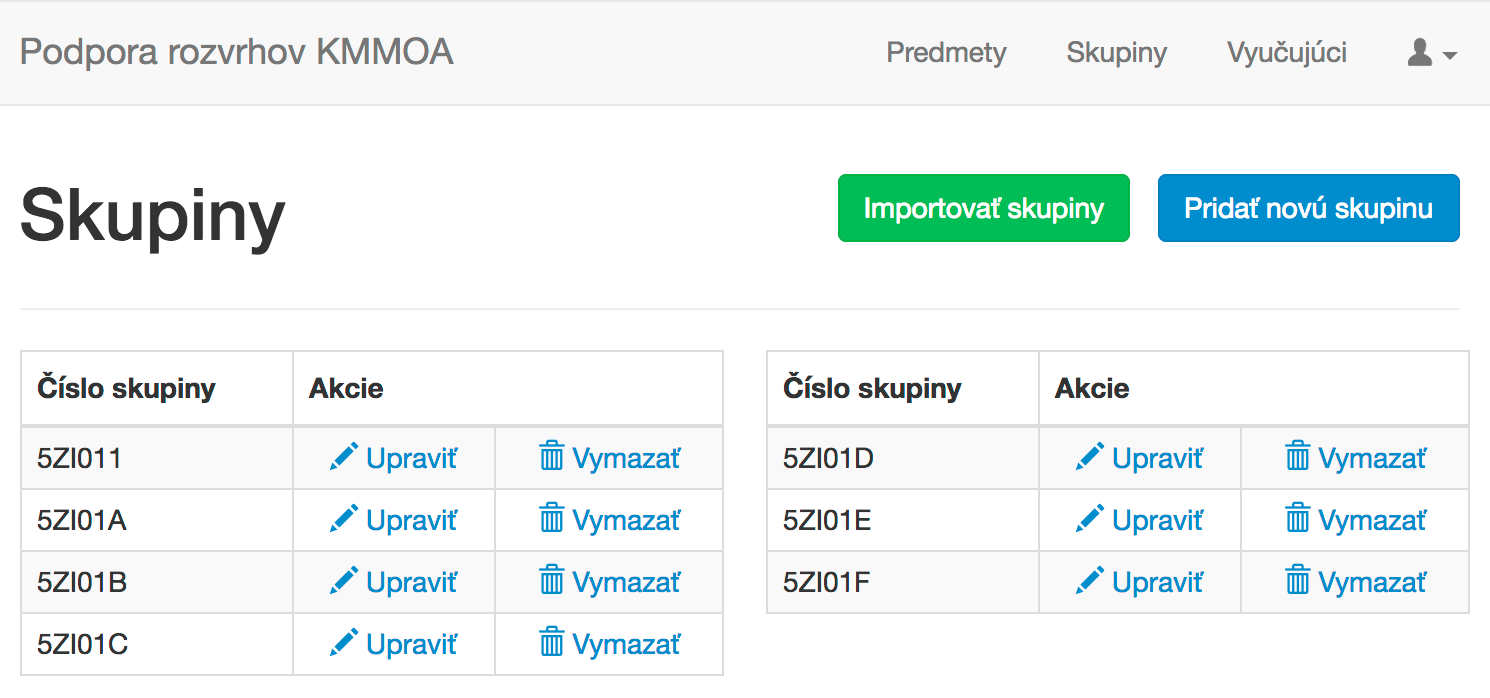 Podpora rozvrhov KMMOA Predmety Skupiny Vyučujúci
Skupiny Importovať skupiny Pridať novú skupinu
Číslo skupiny Akcie
5ZI011 Upraviť Vymazať
5ZI01A Upraviť Vymazať
5ZI01B Upraviť Vymazať
5ZI01C Upraviť Vymazať
Číslo skupiny Akcie
5ZI01D Upraviť Vymazať
5ZI01E Upraviť Vymazať
5ZI01F Upraviť Vymazať